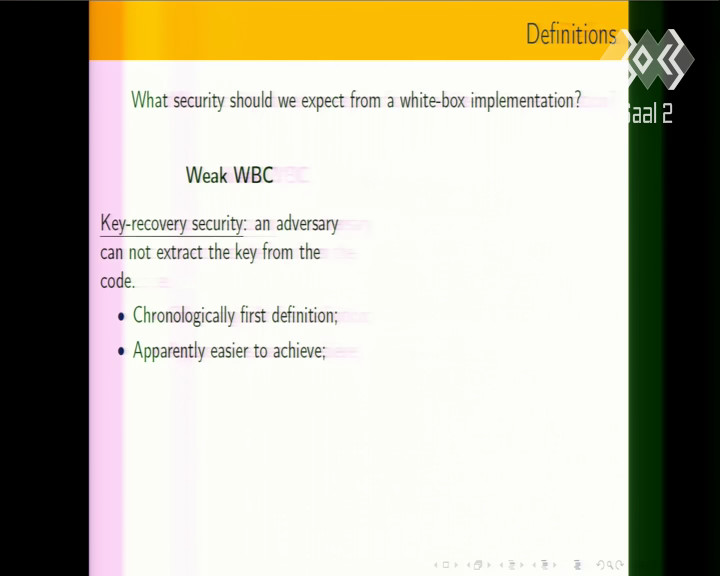 Definitions
Saal 2
What security should we expect from a white-box implementation?
Weak WBC
Key-recovery security: an adversary
can not extract the key from the
code.
• Chronologically first definition;
• Apparently easier to achieve;